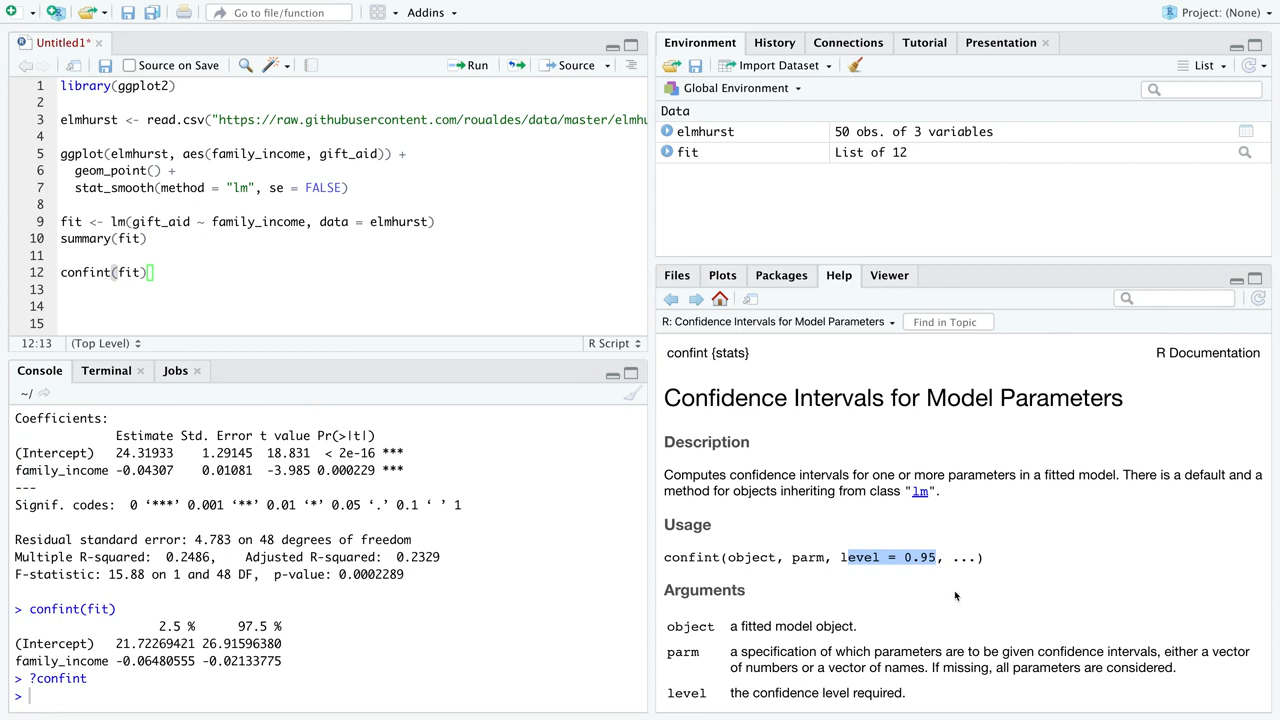 Go to file/function
Addins
Project: (None)
Untitled1*
Source on Save
Run
Source
1 library(ggplot2)
2
3 elmhurst <- read.csv("https://raw.githubusercontent.com/roualdes/data/master/elmhu
4
5 ggplot(elmhurst, aes(family_income, gift_aid)) +
6 geom_point() +
7 stat_smooth(method = "lm", se = FALSE)
8
9 fit <- lm(gift_aid ~ family_income, data = elmhurst)
10 summary(fit)
11
12 confint(fit)
13
14
15
12:13 (Top Level) R Script
Console Terminal Jobs
~/
Coefficients:
Estimate Std. Error t value Pr(>|t|)
(Intercept) 24.31933 1.29145 18.831 < 2e-16 ***
family_income -0.04307 0.01081 -3.985 0.000229 ***
---
Signif. codes: 0 ‘***’ 0.001 ‘**’ 0.01 ‘*’ 0.05 ‘.’ 0.1 ‘ ’ 1
Residual standard error: 4.783 on 48 degrees of freedom
Multiple R-squared: 0.2486, Adjusted R-squared: 0.2329
F-statistic: 15.88 on 1 and 48 DF, p-value: 0.0002289
> confint(fit)
2.5 % 97.5 %
(Intercept) 21.72269421 26.91596380
family_income -0.06480555 -0.02133775
> ?confint
>
Environment History Connections Tutorial Presentation
Import Dataset
List
Global Environment
Data
elmhurst 50 obs. of 3 variables
fit List of 12
Files Plots Packages Help Viewer
R: Confidence Intervals for Model Parameters
Find in Topic
confint {stats} R Documentation
Confidence Intervals for Model Parameters
Description
Computes confidence intervals for one or more parameters in a fitted model. There is a default and a
method for objects inheriting from class "lm".
Usage
confint(object, parm, level = 0.95, ...)
Arguments
object a fitted model object.
parm a specification of which parameters are to be given confidence intervals, either a vector
of numbers or a vector of names. If missing, all parameters are considered.
level the confidence level required.